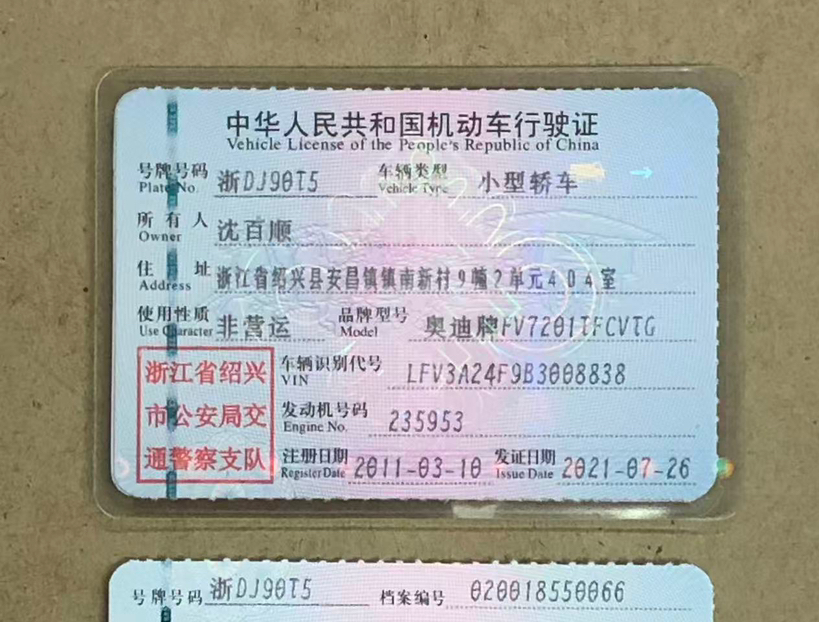 中华人民共和国机动车行驶证
Vehicle License of the People's Republic of China
号牌号码 浙DJ90T5 车辆类型 小型轿车
Plate No. Vehicle Type
所有人 沈百顺
Owner
住址 浙江省绍兴县安昌镇镇南新村9幢2单元404室
Address
使用性质 非营运 品牌型号 奥迪牌FV7201TFCVTG
Use Character Model
浙江省绍兴
市公安局交
通警察支队
车辆识别代号 LFV3A24F9B3008838
VIN
发动机号码 235953
Engine No.
注册日期 2011-03-10 发证日期 2021-07-26
Register Date Issue Date
号牌号码 浙DJ90T5 档案编号 020018550066